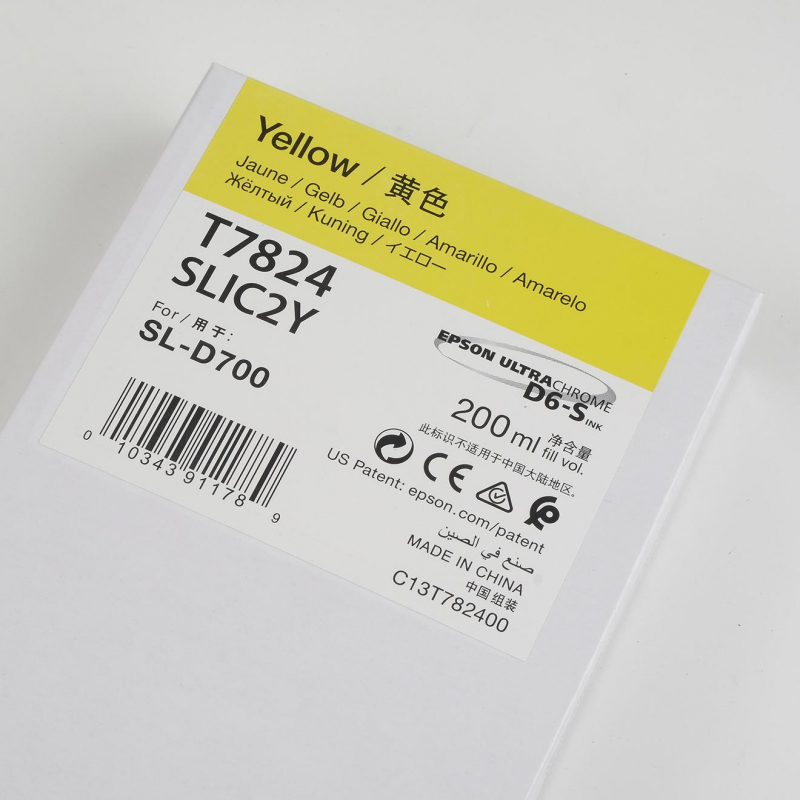 Yellow / 黄色
Jaune / Gelb / Giallo / Amarillo / Amarelo
Жёлтый / Kuning / イエロー
T7824
SLIC2Y
For / 用于:
SL-D700
EPSON ULTRACHROME
D6-S INK
200 ml 净含量 fill vol.
此标识不适用于中国大陆地区。
CE
US Patent: epson.com/patent
صنع في الصين
MADE IN CHINA
中国组装
C13T782400
0 10343 91178 9